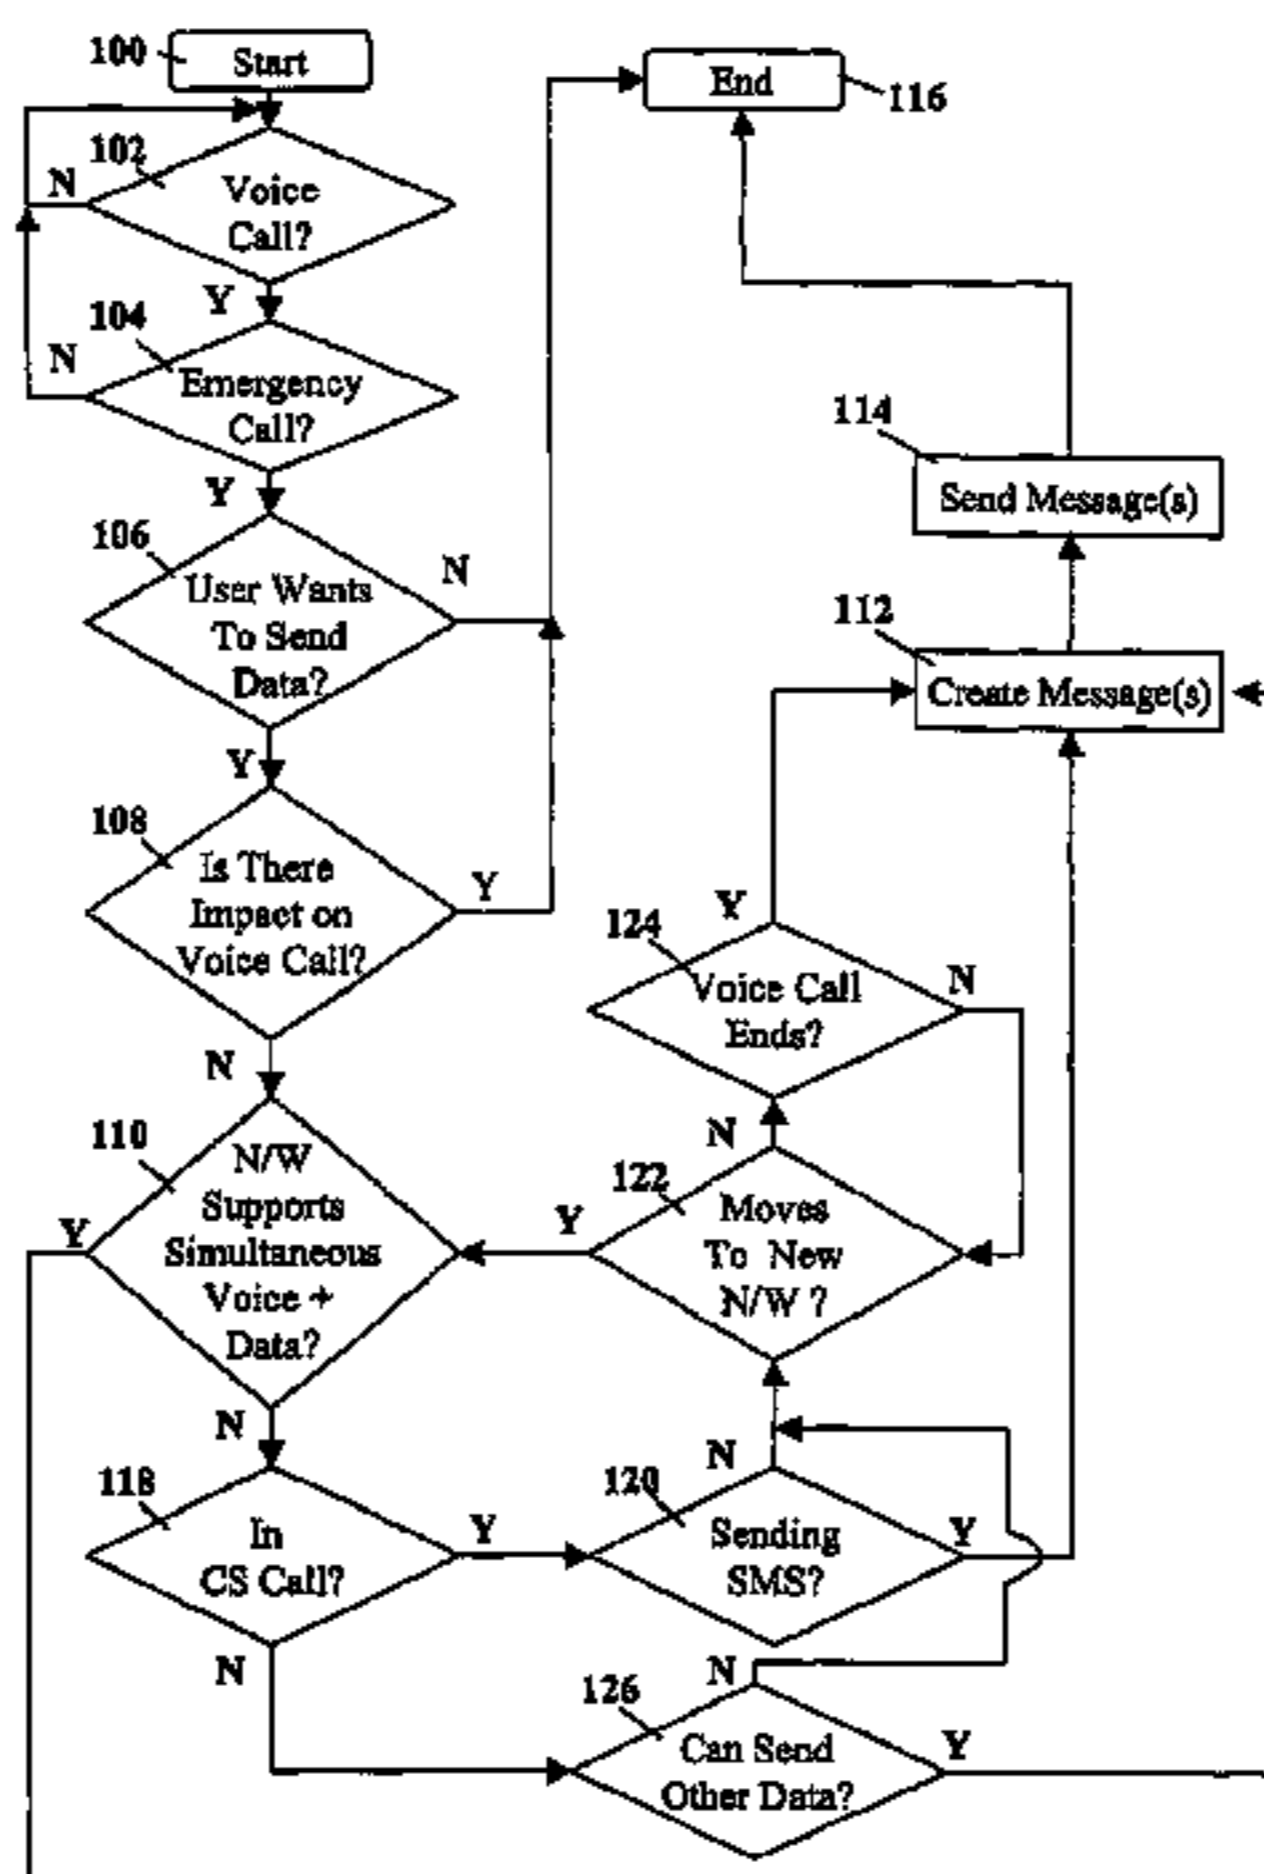 100
Start
End
116
102
N
Voice
Call?
Y
104
N
Emergency
Call?
Y
106
User Wants
To Send
Data?
N
Y
108
Is There
Impact on
Voice Call?
Y
N
110
N/W
Supports
Simultaneous
Voice +
Data?
Y
N
118
In
CS Call?
Y
N
114
Send Message(s)
112
Create Message(s)
Y
124
Voice Call
Ends?
N
N
122
Moves
To New
N/W ?
Y
N
120
Sending
SMS?
Y
N
126
Can Send
Other Data?
Y